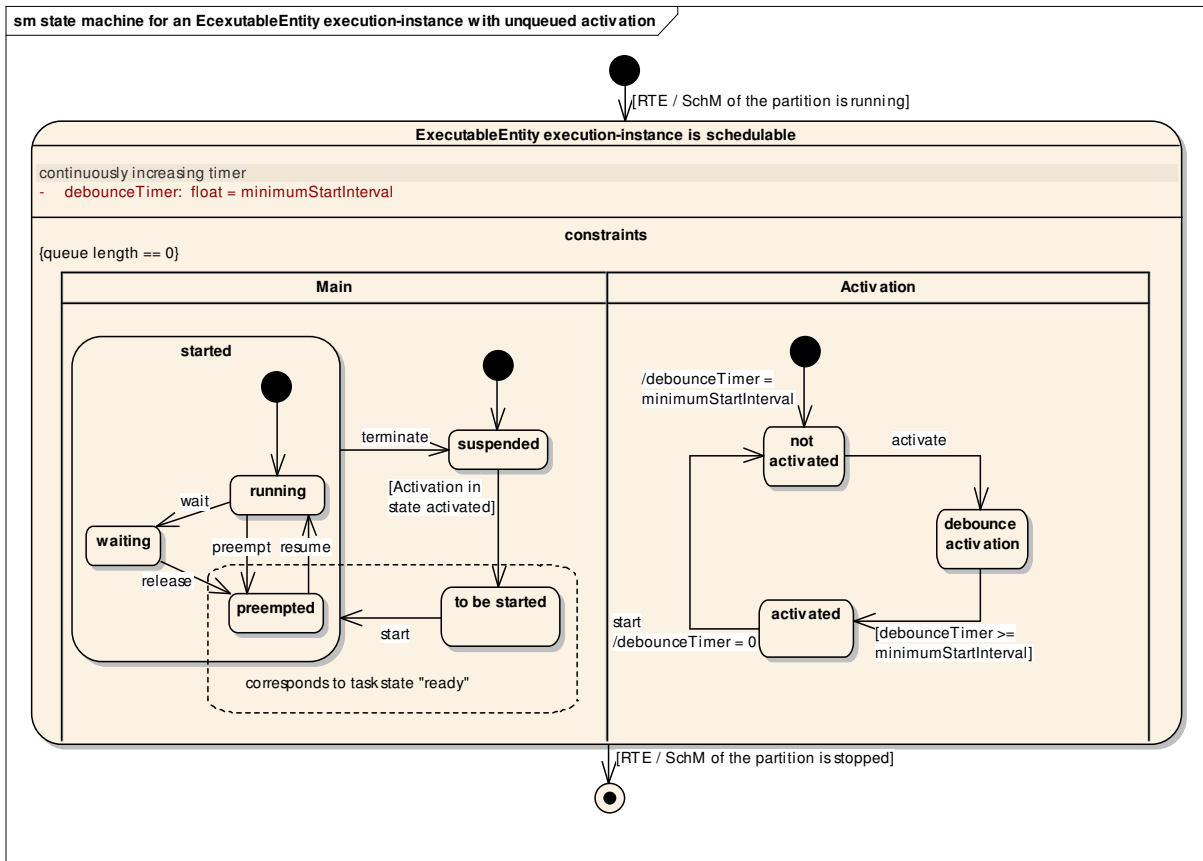 sm state machine for an EcexutableEntity execution-instance with unqueued activation
[RTE / SchM of the partition is running]
ExecutableEntity execution-instance is schedulable
continuously increasing timer
- debounceTimer: float = minimumStartInterval
constraints
{queue length == 0}
Main
Activation
started
/debounceTimer =
minimumStartInterval
terminate
suspended
not
activated
activate
running
[Activation in
state activated]
wait
waiting
debounce
activation
preempt
resume
release
preempted
to be started
activated
start
start
/debounceTimer = 0
[debounceTimer >=
minimumStartInterval]
corresponds to task state "ready"
[RTE / SchM of the partition is stopped]